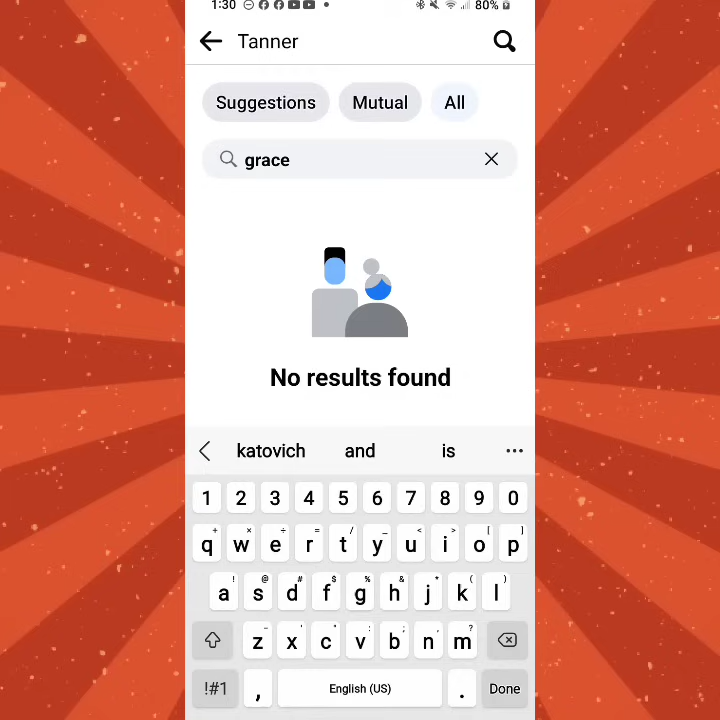 1:30 80%
Tanner
Suggestions Mutual All
grace
No results found
katovich and is
1 2 3 4 5 6 7 8 9 0
+ × ÷ = / _ < > [ ]
q w e r t y u i o p
! @ # $ % ^ & * ( )
a s d f g h j k l
- ' " : ; , ?
z x c v b n m
!#1 , English (US) . Done